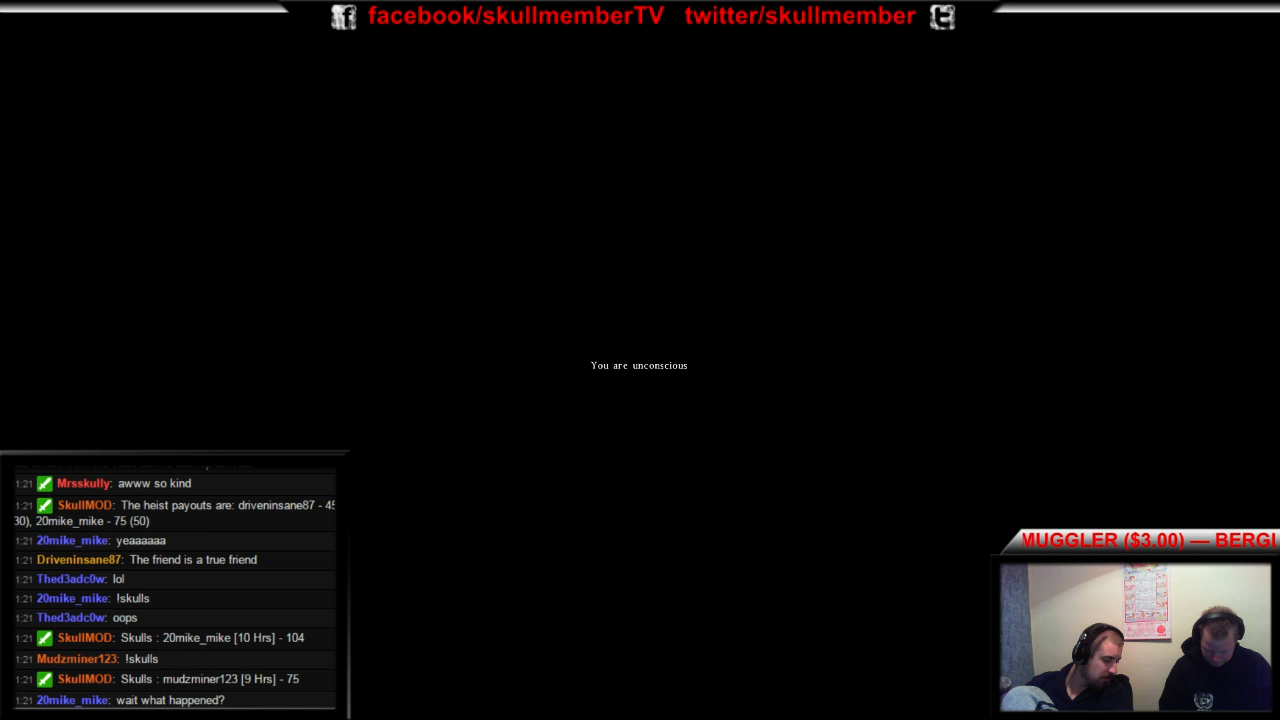 facebook/skullmemberTV twitter/skullmember
You are unconscious
1:21 Mrsskully: awww so kind
1:21 SkullMOD: The heist payouts are: driveninsane87 - 45
30), 20mike_mike - 75 (50)
1:21 20mike_mike: yeaaaaaa
1:21 Driveninsane87: The friend is a true friend
1:21 Thed3adc0w: lol
1:21 20mike_mike: !skulls
1:21 Thed3adc0w: oops
1:21 SkullMOD: Skulls : 20mike_mike [10 Hrs] - 104
1:21 Mudzminer123: !skulls
1:21 SkullMOD: Skulls : mudzminer123 [9 Hrs] - 75
1:21 20mike_mike: wait what happened?
MUGGLER ($3.00) — BERGI